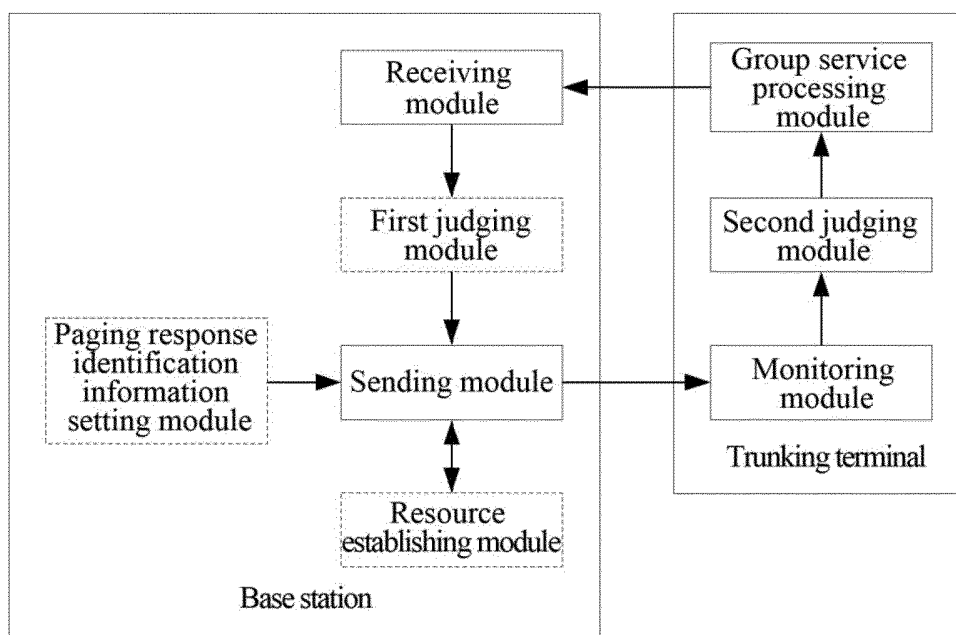 Receiving
module
First judging
module
Paging response
identification
information
setting module
Sending module
Resource
establishing module
Base station
Group service
processing
module
Second judging
module
Monitoring
module
Trunking terminal